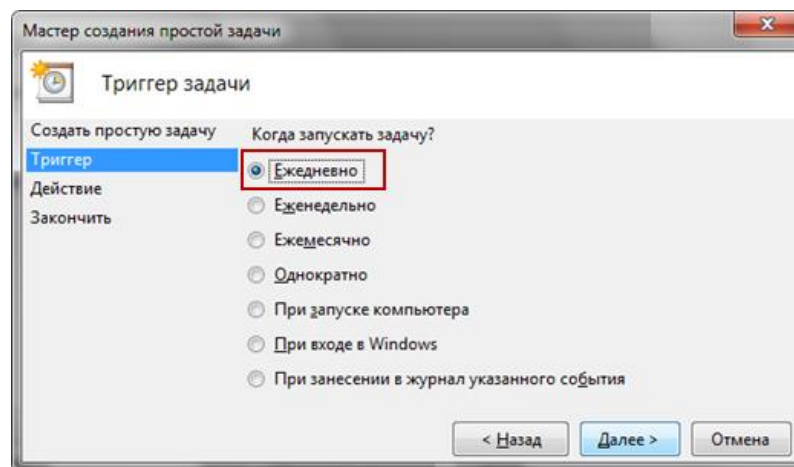 Мастер создания простой задачи
Триггер задачи
Создать простую задачу
Триггер
Действие
Закончить
Когда запускать задачу?
Ежедневно
Еженедельно
Ежемесячно
Однократно
При запуске компьютера
При входе в Windows
При занесении в журнал указанного события
< Назад
Далее >
Отмена